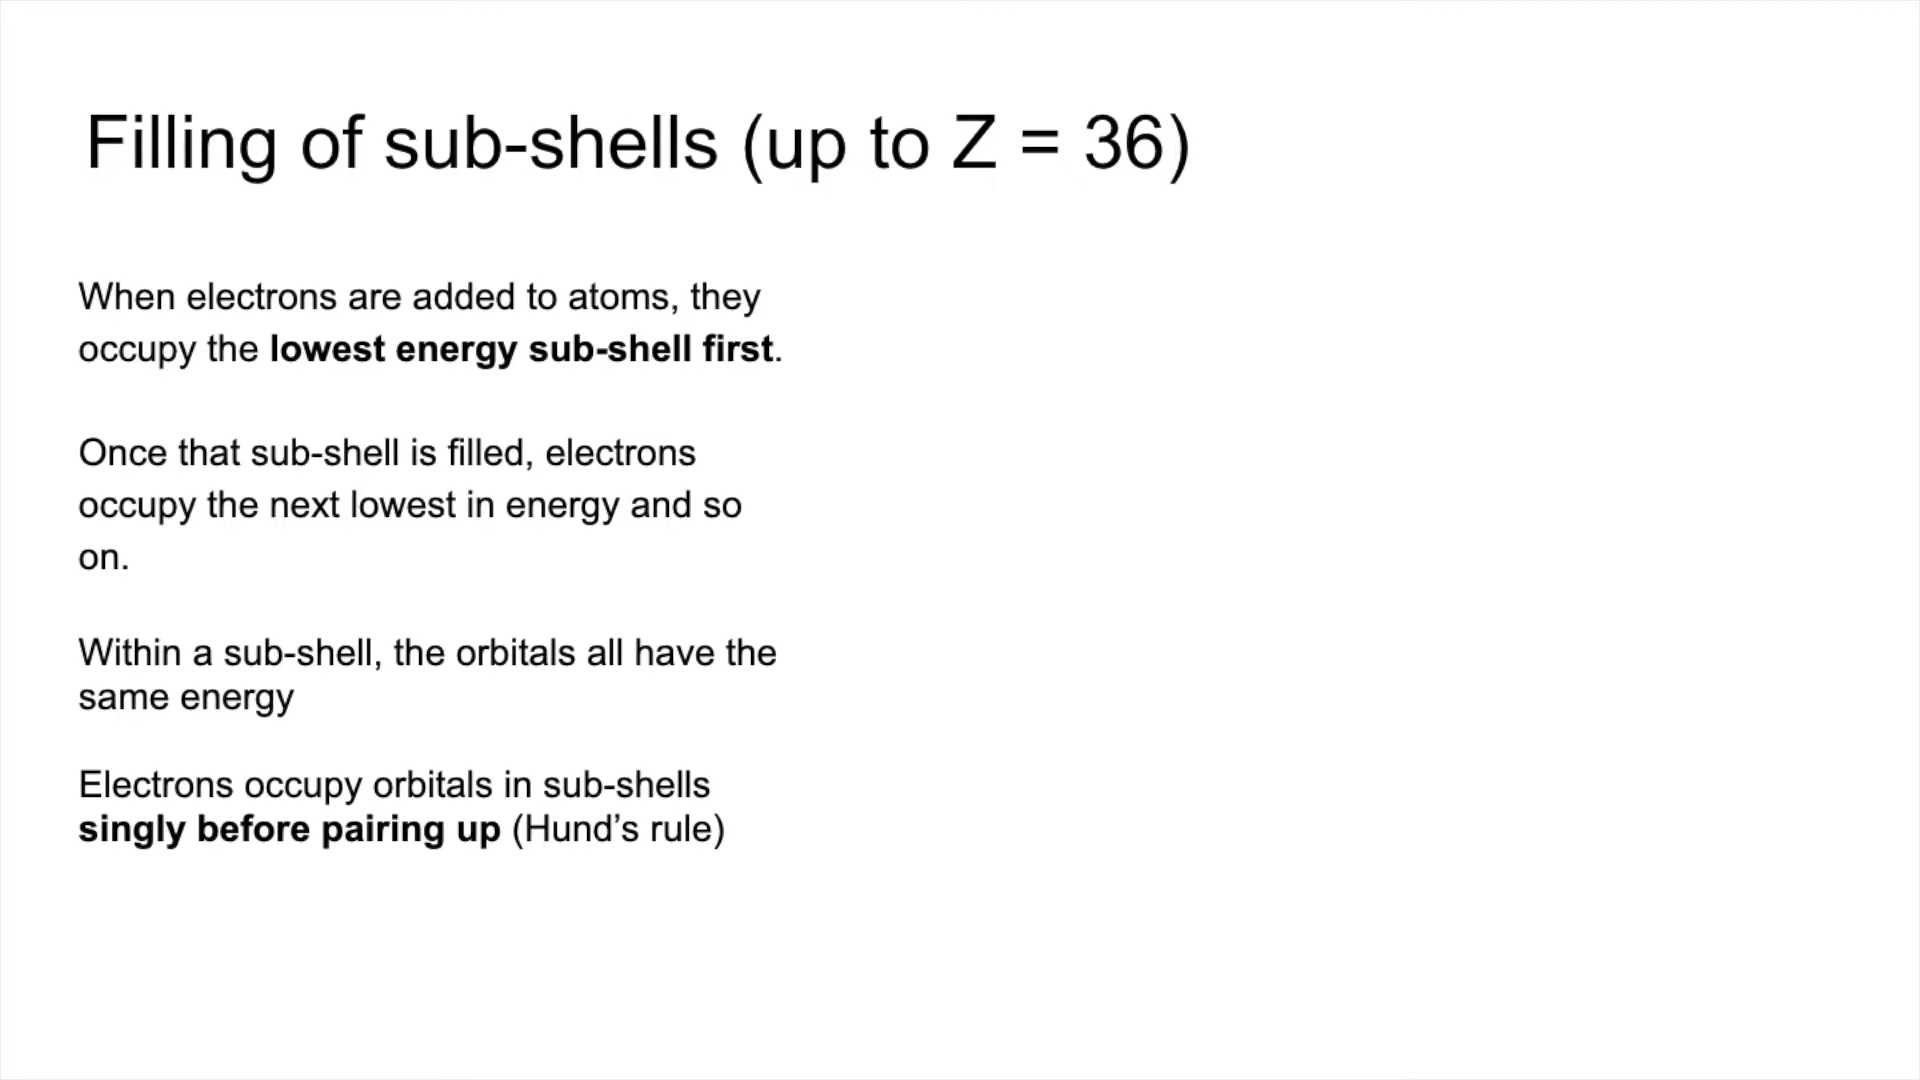 Filling of sub-shells (up to Z = 36)
When electrons are added to atoms, they
occupy the lowest energy sub-shell first.
Once that sub-shell is filled, electrons
occupy the next lowest in energy and so
on.
Within a sub-shell, the orbitals all have the
same energy
Electrons occupy orbitals in sub-shells
singly before pairing up (Hund’s rule)